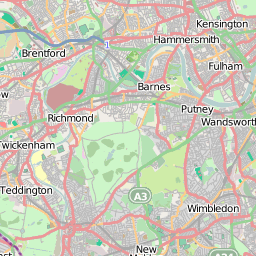 Kensington
Hammersmith
Brentford
Fulham
Barnes
Putney
Richmond
Wandsworth
Twickenham
Teddington
A3
Wimbledon
New